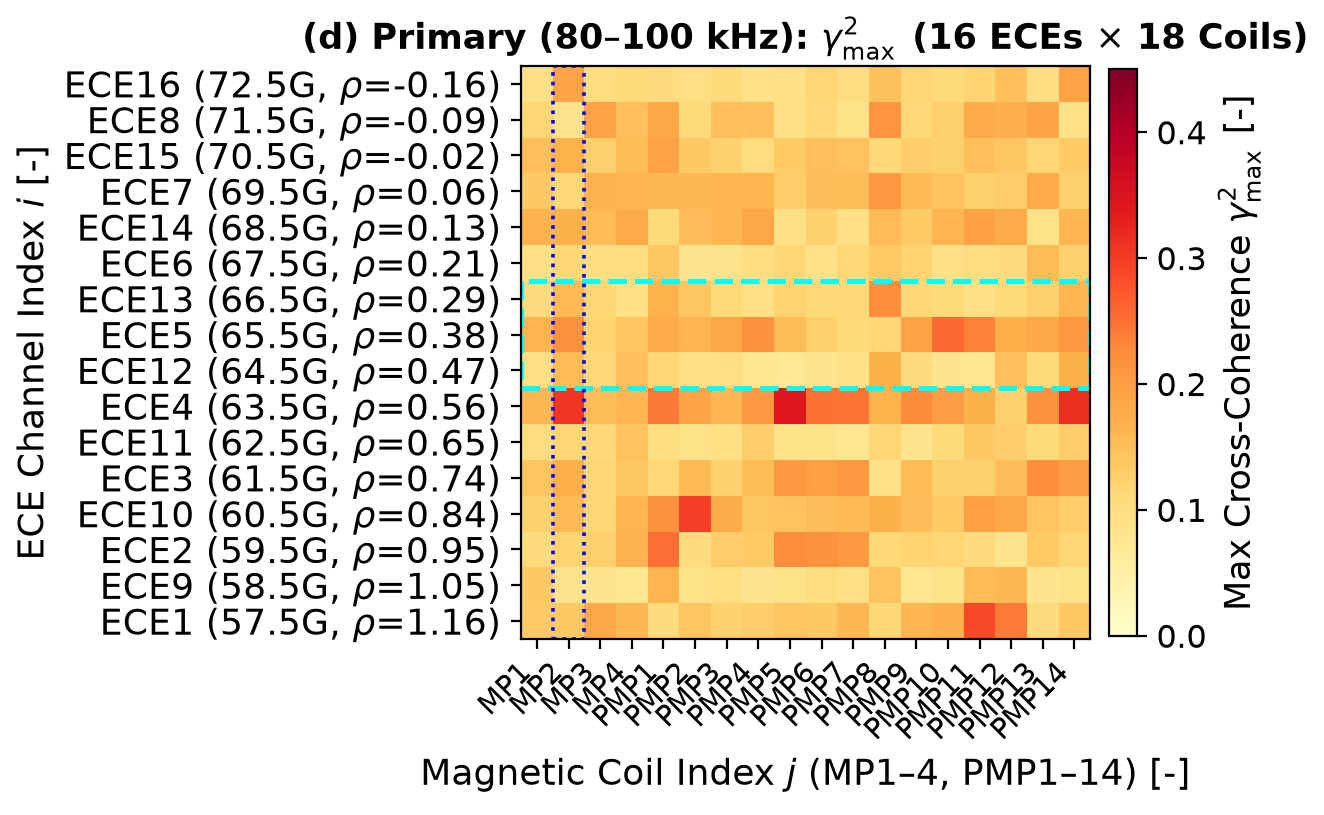 (d) Primary (80–100 kHz): γ²max (16 ECEs × 18 Coils)
ECE Channel Index i [-]
ECE16 (72.5G, ρ=-0.16)
ECE8 (71.5G, ρ=-0.09)
ECE15 (70.5G, ρ=-0.02)
ECE7 (69.5G, ρ=0.06)
ECE14 (68.5G, ρ=0.13)
ECE6 (67.5G, ρ=0.21)
ECE13 (66.5G, ρ=0.29)
ECE5 (65.5G, ρ=0.38)
ECE12 (64.5G, ρ=0.47)
ECE4 (63.5G, ρ=0.56)
ECE11 (62.5G, ρ=0.65)
ECE3 (61.5G, ρ=0.74)
ECE10 (60.5G, ρ=0.84)
ECE2 (59.5G, ρ=0.95)
ECE9 (58.5G, ρ=1.05)
ECE1 (57.5G, ρ=1.16)
MP1
MP2
MP3
MP4
PMP1
PMP2
PMP3
PMP4
PMP5
PMP6
PMP7
PMP8
PMP9
PMP10
PMP11
PMP12
PMP13
PMP14
Magnetic Coil Index j (MP1–4, PMP1–14) [-]
0.4
0.3
0.2
0.1
0.0
Max Cross-Coherence γ²max [-]